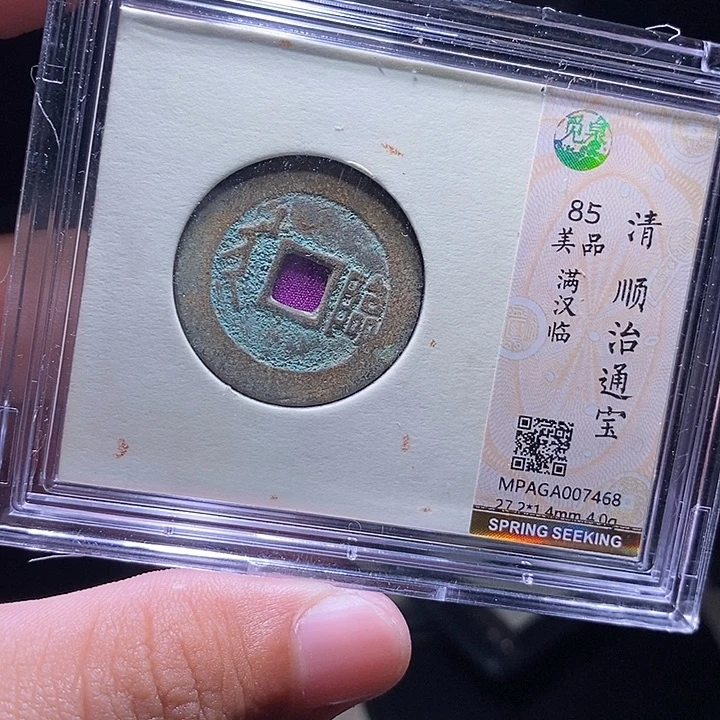 臨
觅泉
85
美品
满汉临
清 顺治通宝
MPAGA007468
27.2*1.4mm 4.0g
SPRING SEEKING